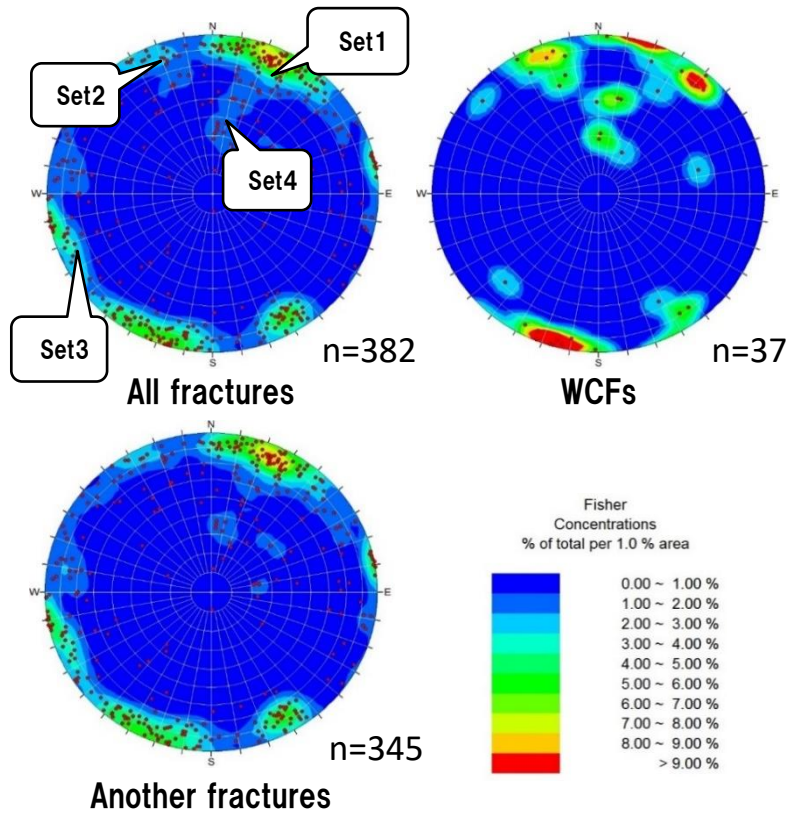 N
Set1
Set2
Set4
W
E
Set3
S
n=382
All fractures
N
W
E
S
n=37
WCFs
N
W
E
S
n=345
Another fractures
Fisher
Concentrations
% of total per 1.0 % area
0.00 ~ 1.00 %
1.00 ~ 2.00 %
2.00 ~ 3.00 %
3.00 ~ 4.00 %
4.00 ~ 5.00 %
5.00 ~ 6.00 %
6.00 ~ 7.00 %
7.00 ~ 8.00 %
8.00 ~ 9.00 %
> 9.00 %